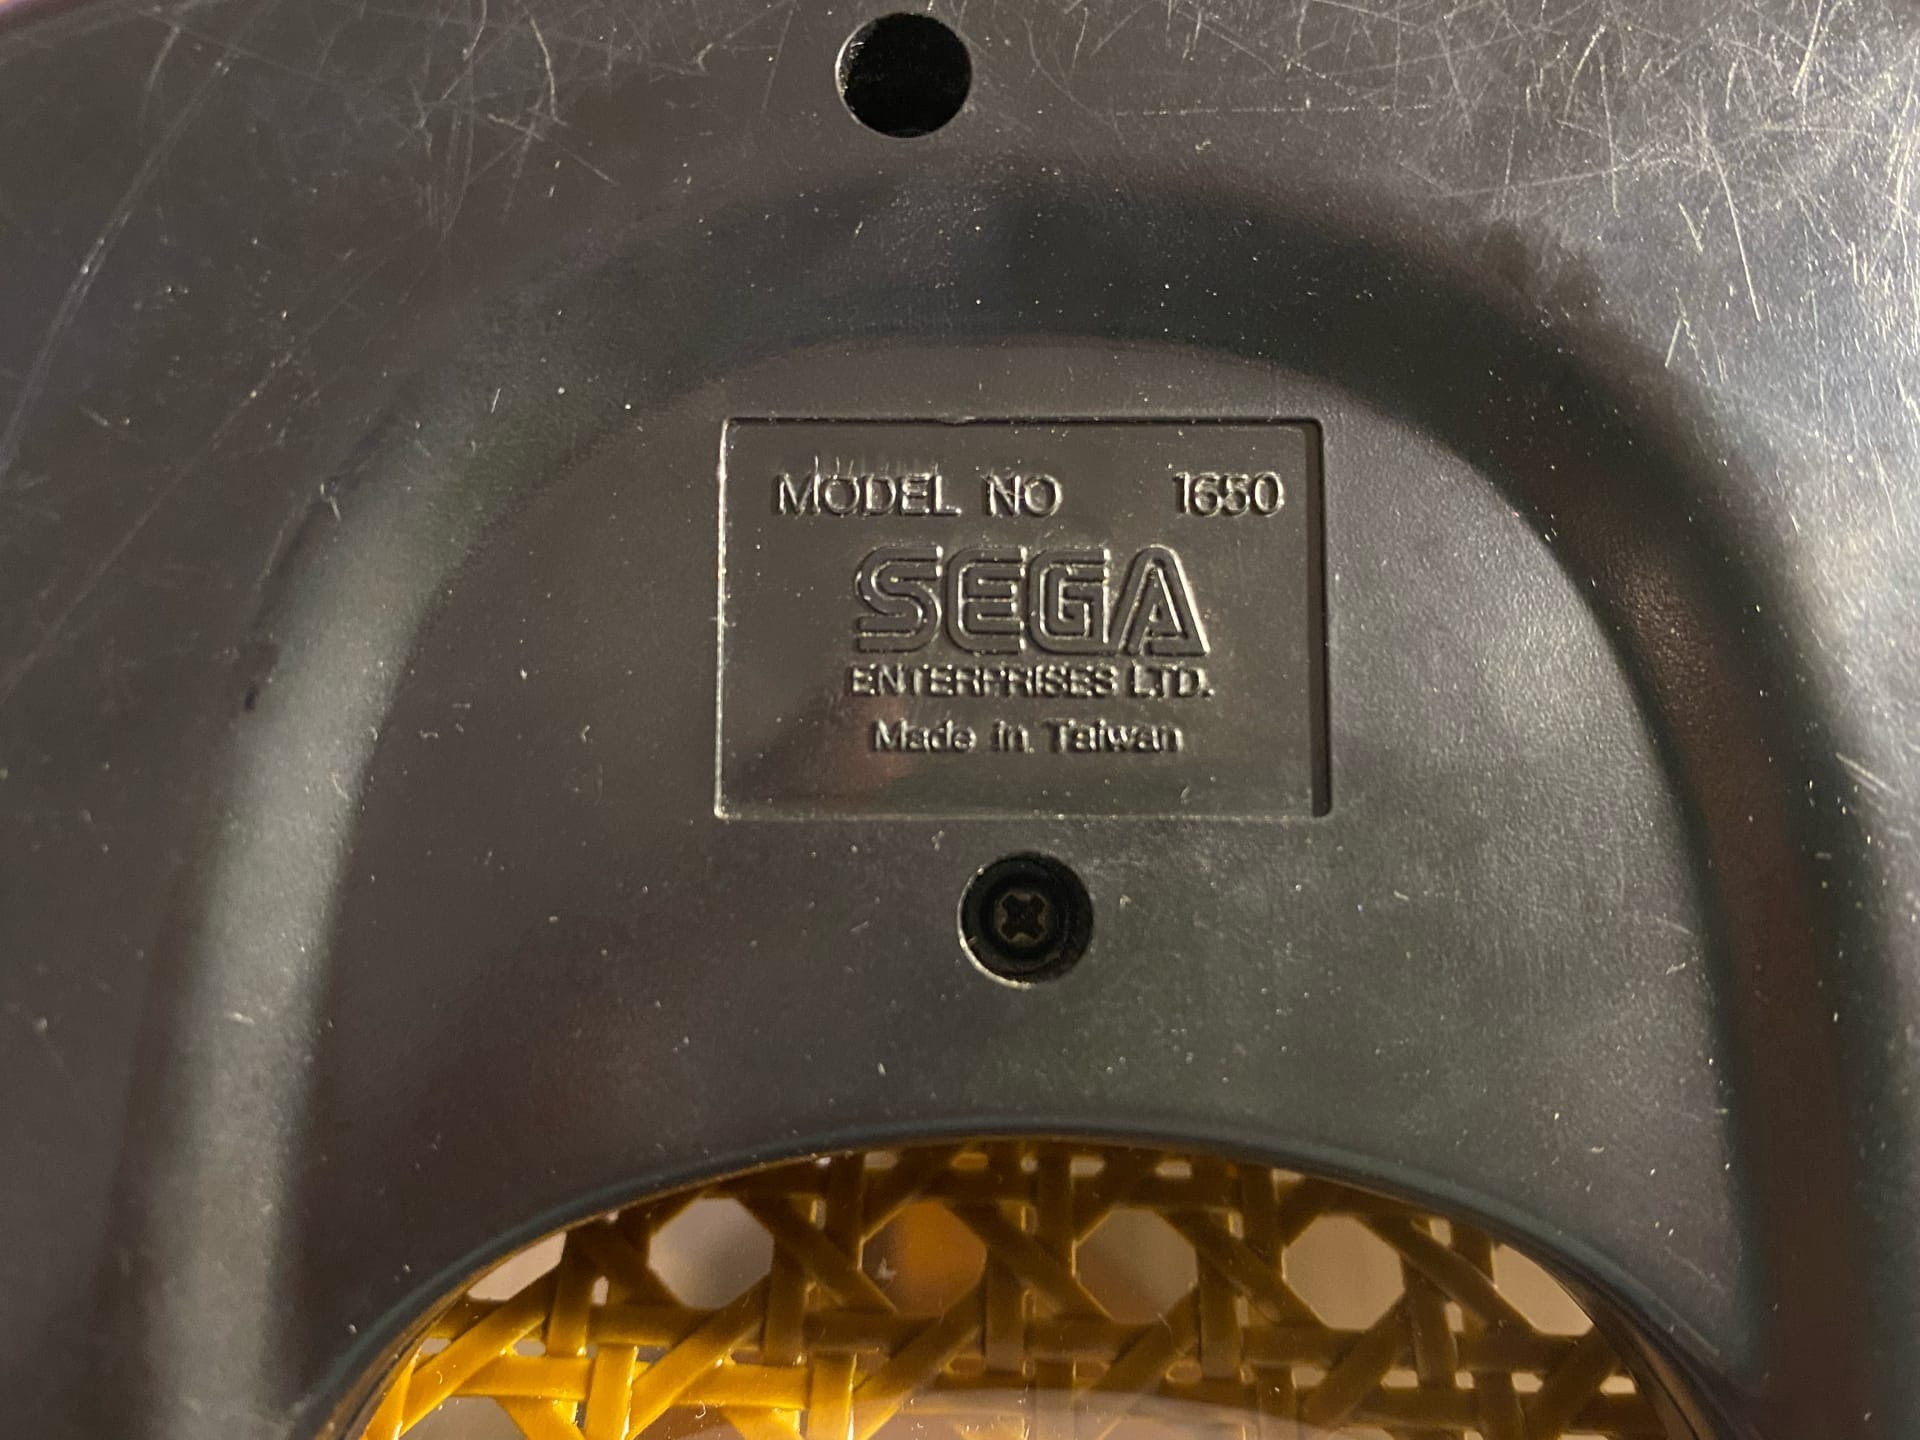 MODEL NO 1650
SEGA
ENTERPRISES LTD.
Made in Taiwan